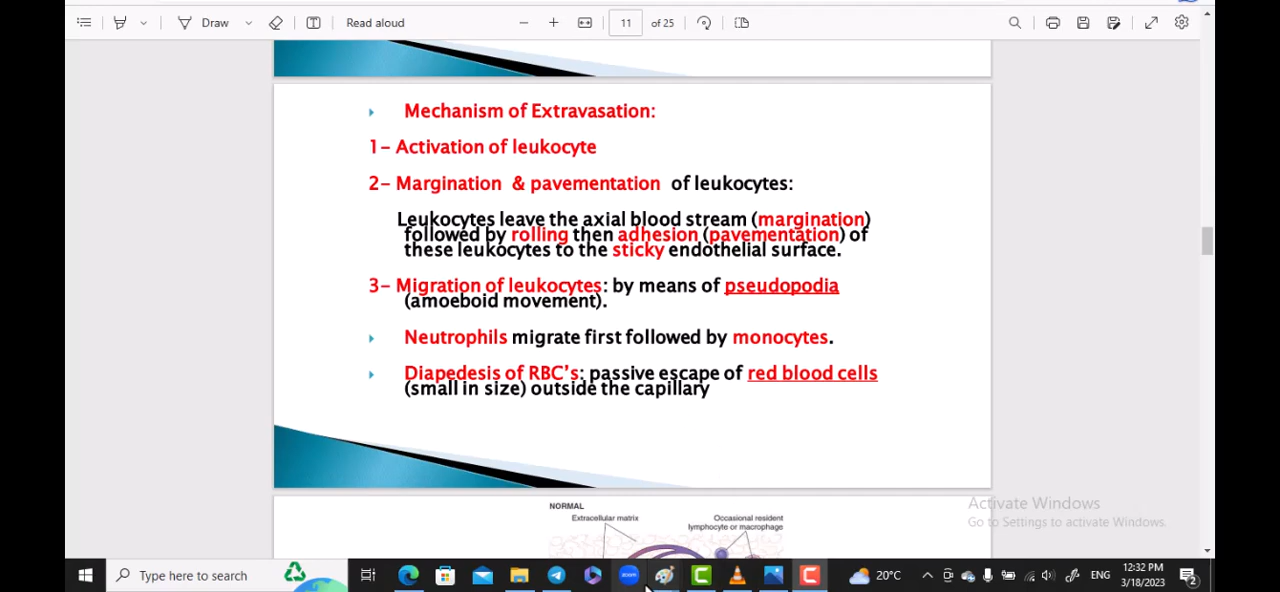 Draw
Read aloud
11
of 25
Mechanism of Extravasation:
1- Activation of leukocyte
2- Margination & pavementation of leukocytes:
Leukocytes leave the axial blood stream (margination)
followed by rolling then adhesion (pavementation) of
these leukocytes to the sticky endothelial surface.
3- Migration of leukocytes: by means of pseudopodia
(amoeboid movement).
Neutrophils migrate first followed by monocytes.
Diapedesis of RBC's: passive escape of red blood cells
(small in size) outside the capillary
NORMAL
Extracellular matrix
Occasional resident
lymphocyte or macrophage
Activate Windows
Go to Settings to activate Windows.
Type here to search
zoom
20°C
ENG
12:32 PM
3/18/2023
2